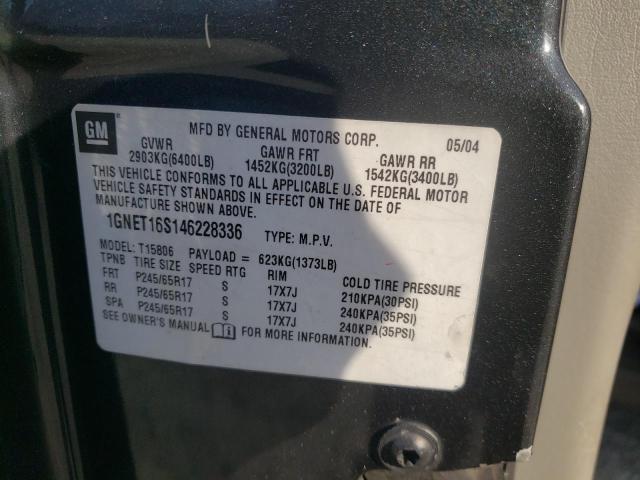 GM
MFD BY GENERAL MOTORS CORP. 05/04
GVWR GAWR FRT GAWR RR
2903KG(6400LB) 1452KG(3200LB) 1542KG(3400LB)
THIS VEHICLE CONFORMS TO ALL APPLICABLE U.S. FEDERAL MOTOR
VEHICLE SAFETY STANDARDS IN EFFECT ON THE DATE OF
MANUFACTURE SHOWN ABOVE.
1GNET16S146228336 TYPE: M.P.V.
MODEL: T15806 PAYLOAD = 623KG(1373LB)
TPNB TIRE SIZE SPEED RTG RIM COLD TIRE PRESSURE
FRT P245/65R17 S 17X7J 210KPA(30PSI)
RR P245/65R17 S 17X7J 240KPA(35PSI)
SPA P245/65R17 S 17X7J 240KPA(35PSI)
SEE OWNER'S MANUAL FOR MORE INFORMATION.